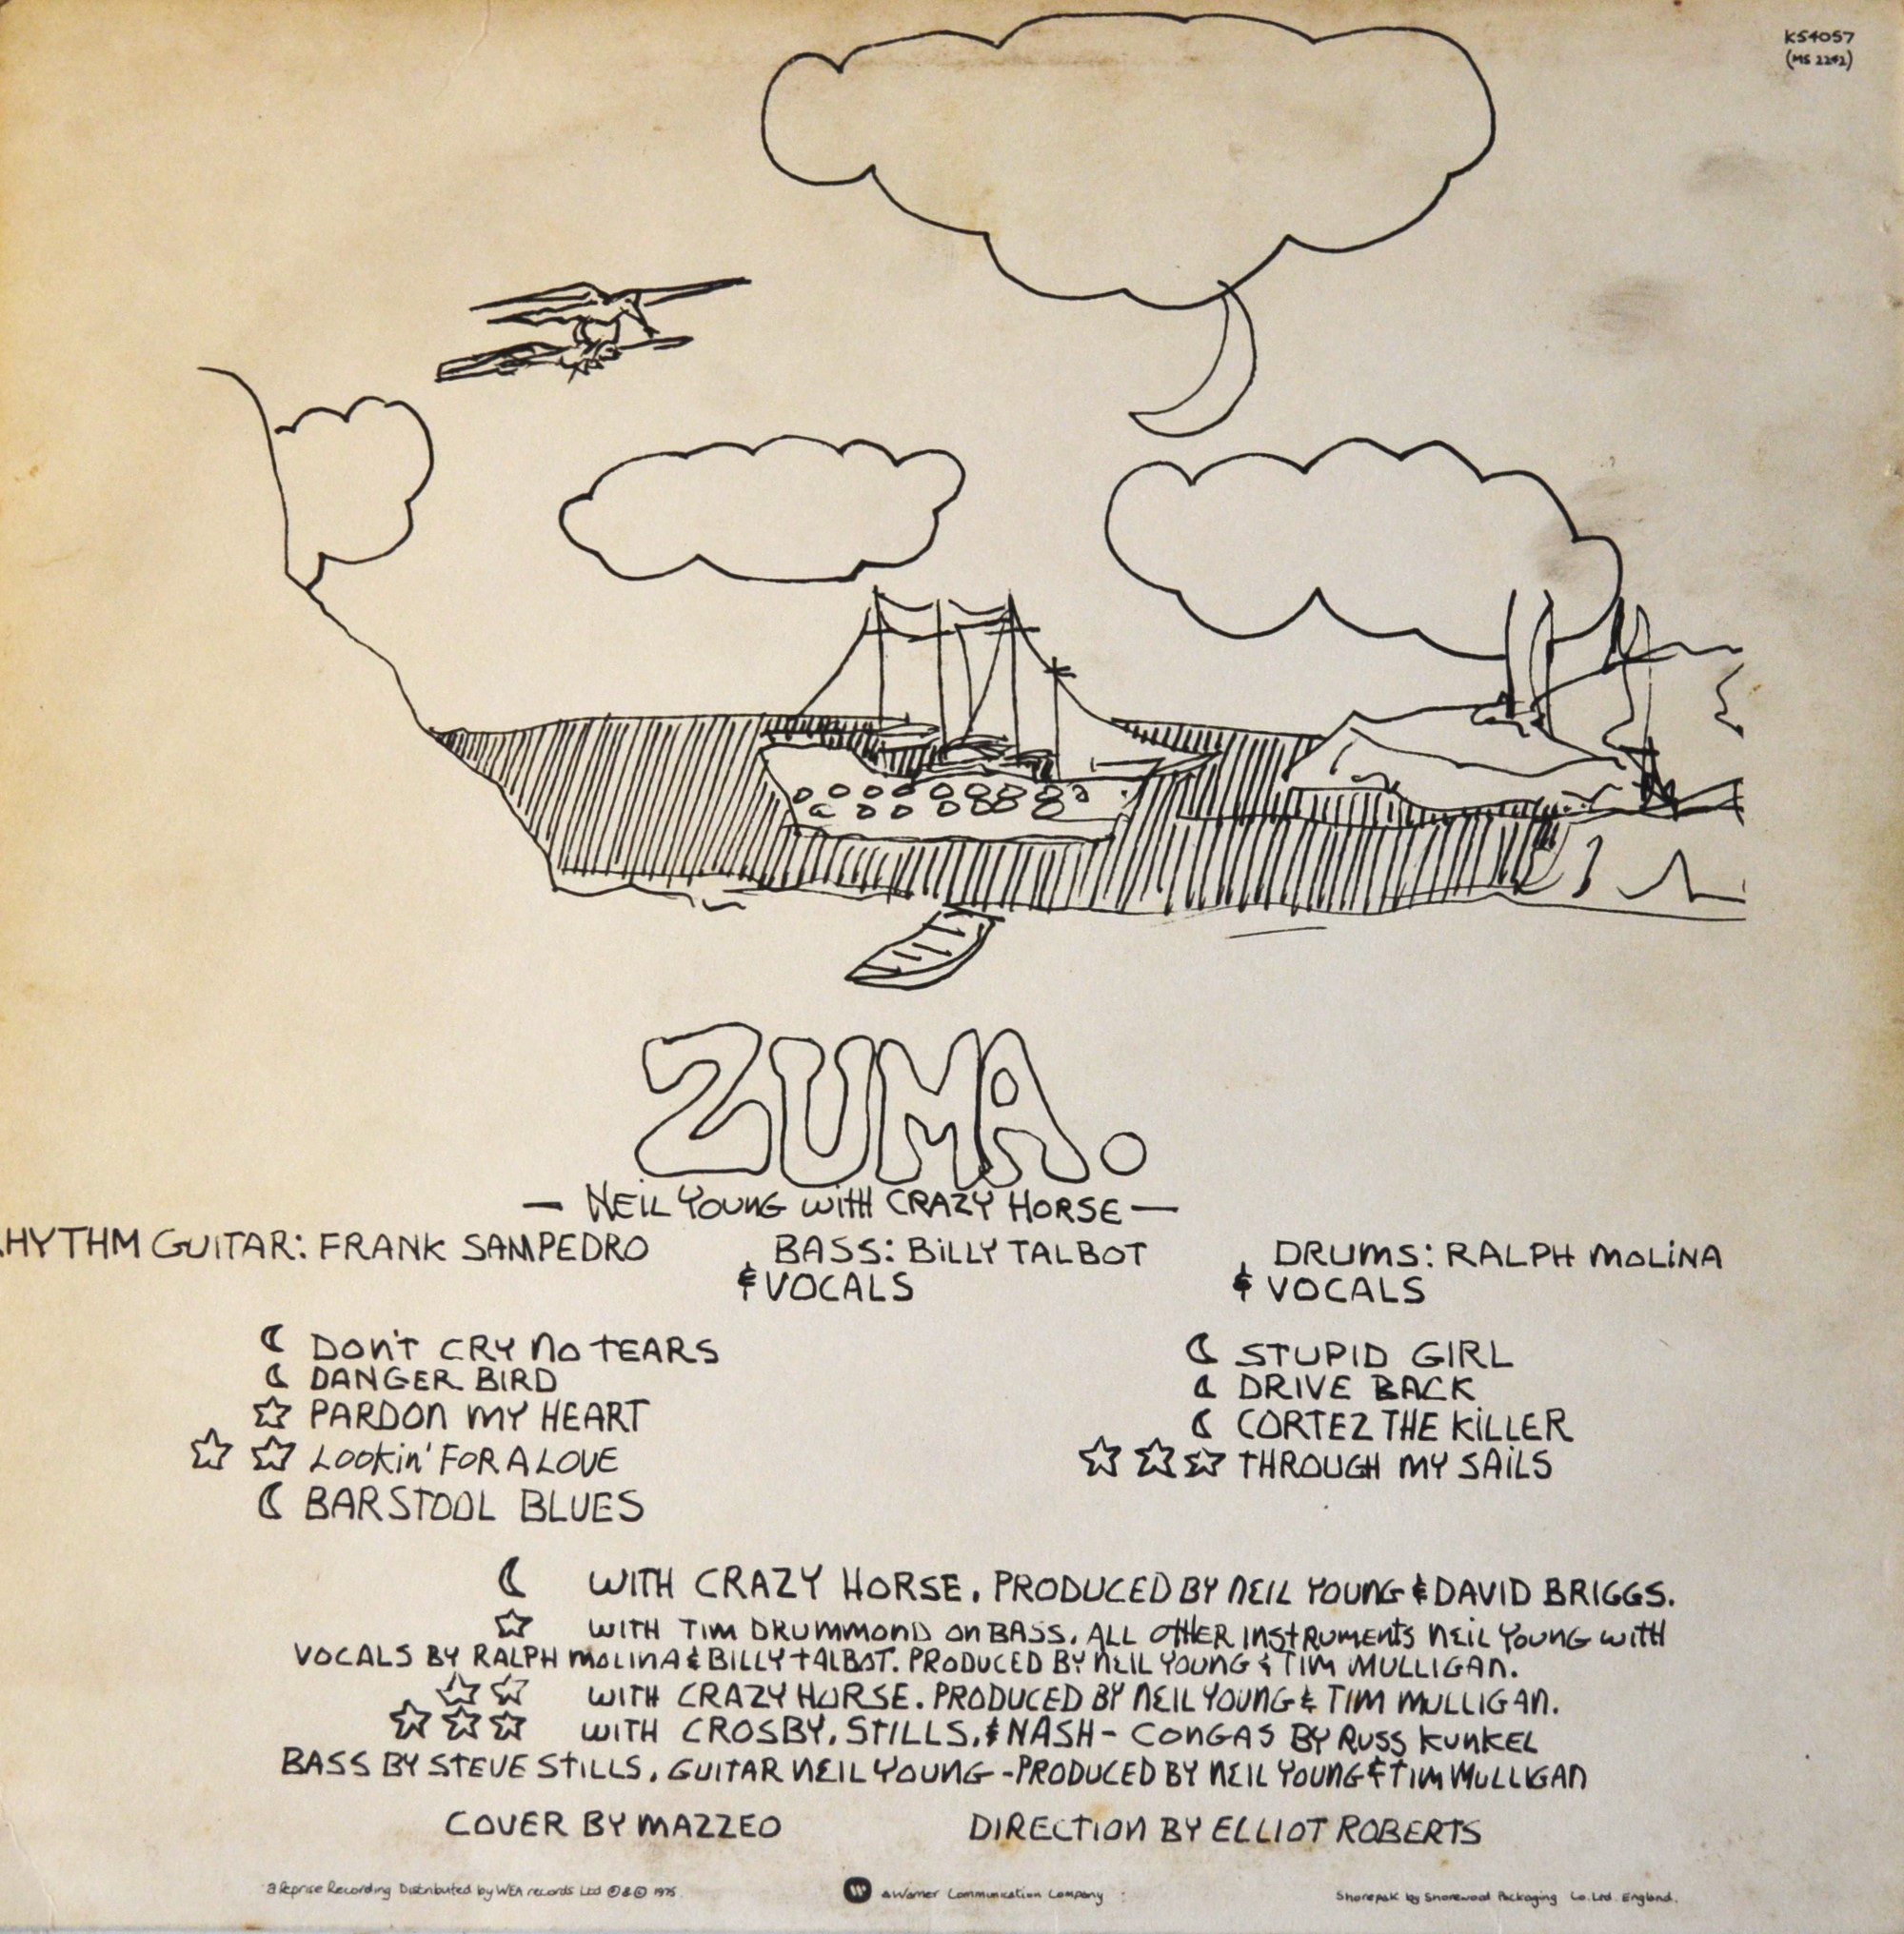 K54057
(MS 2242)
ZUMA.
— NEIL YOUNG WITH CRAZY HORSE —
RHYTHM GUITAR: FRANK SAMPEDRO BASS: BILLY TALBOT DRUMS: RALPH MOLINA
& VOCALS & VOCALS
DON'T CRY NO TEARS
DANGER BIRD
☆ PARDON MY HEART
☆ ☆ LOOKIN' FOR A LOVE
BARSTOOL BLUES
STUPID GIRL
DRIVE BACK
CORTEZ THE KILLER
☆ ☆ ☆ THROUGH MY SAILS
WITH CRAZY HORSE. PRODUCED BY NEIL YOUNG & DAVID BRIGGS.
☆ WITH TIM DRUMMOND ON BASS. ALL OTHER INSTRUMENTS NEIL YOUNG WITH
VOCALS BY RALPH MOLINA & BILLY TALBOT. PRODUCED BY NEIL YOUNG & TIM MULLIGAN.
☆ ☆ WITH CRAZY HORSE. PRODUCED BY NEIL YOUNG & TIM MULLIGAN.
☆ ☆ ☆ WITH CROSBY, STILLS, & NASH - CONGAS BY RUSS KUNKEL
BASS BY STEVE STILLS, GUITAR NEIL YOUNG - PRODUCED BY NEIL YOUNG & TIM MULLIGAN
COVER BY MAZZEO DIRECTION BY ELLIOT ROBERTS
a Reprise Recording Distributed by WEA records Ltd ℗ & © 1975. a Warner Communication Company Shorepak by Shorewood Packaging Co. Ltd. England.